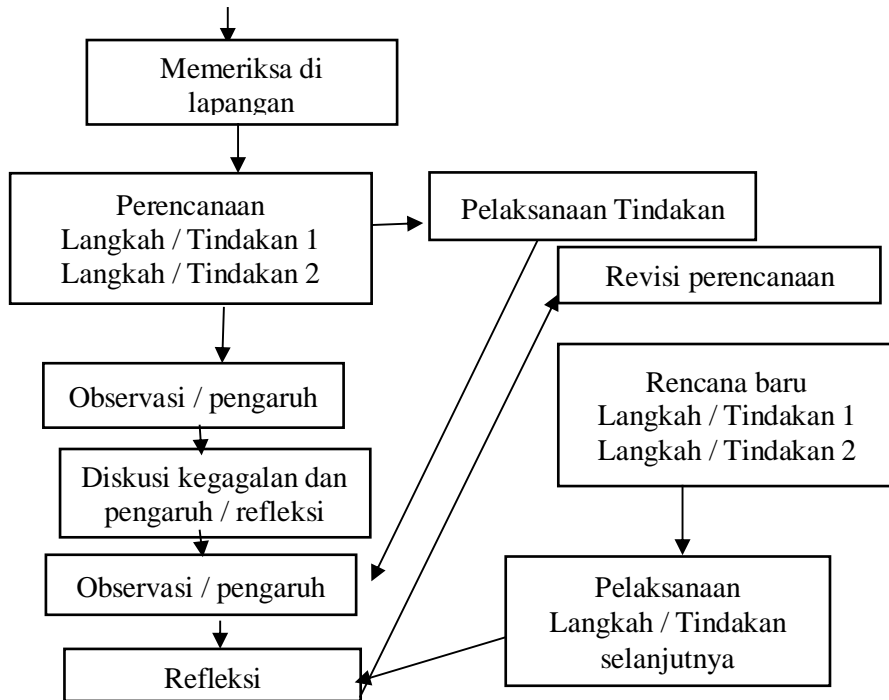 Memeriksa di
lapangan
Perencanaan
Langkah / Tindakan 1
Langkah / Tindakan 2
Pelaksanaan Tindakan
Revisi perencanaan
Observasi / pengaruh
Diskusi kegagalan dan
pengaruh / refleksi
Observasi / pengaruh
Refleksi
Rencana baru
Langkah / Tindakan 1
Langkah / Tindakan 2
Pelaksanaan
Langkah / Tindakan
selanjutnya